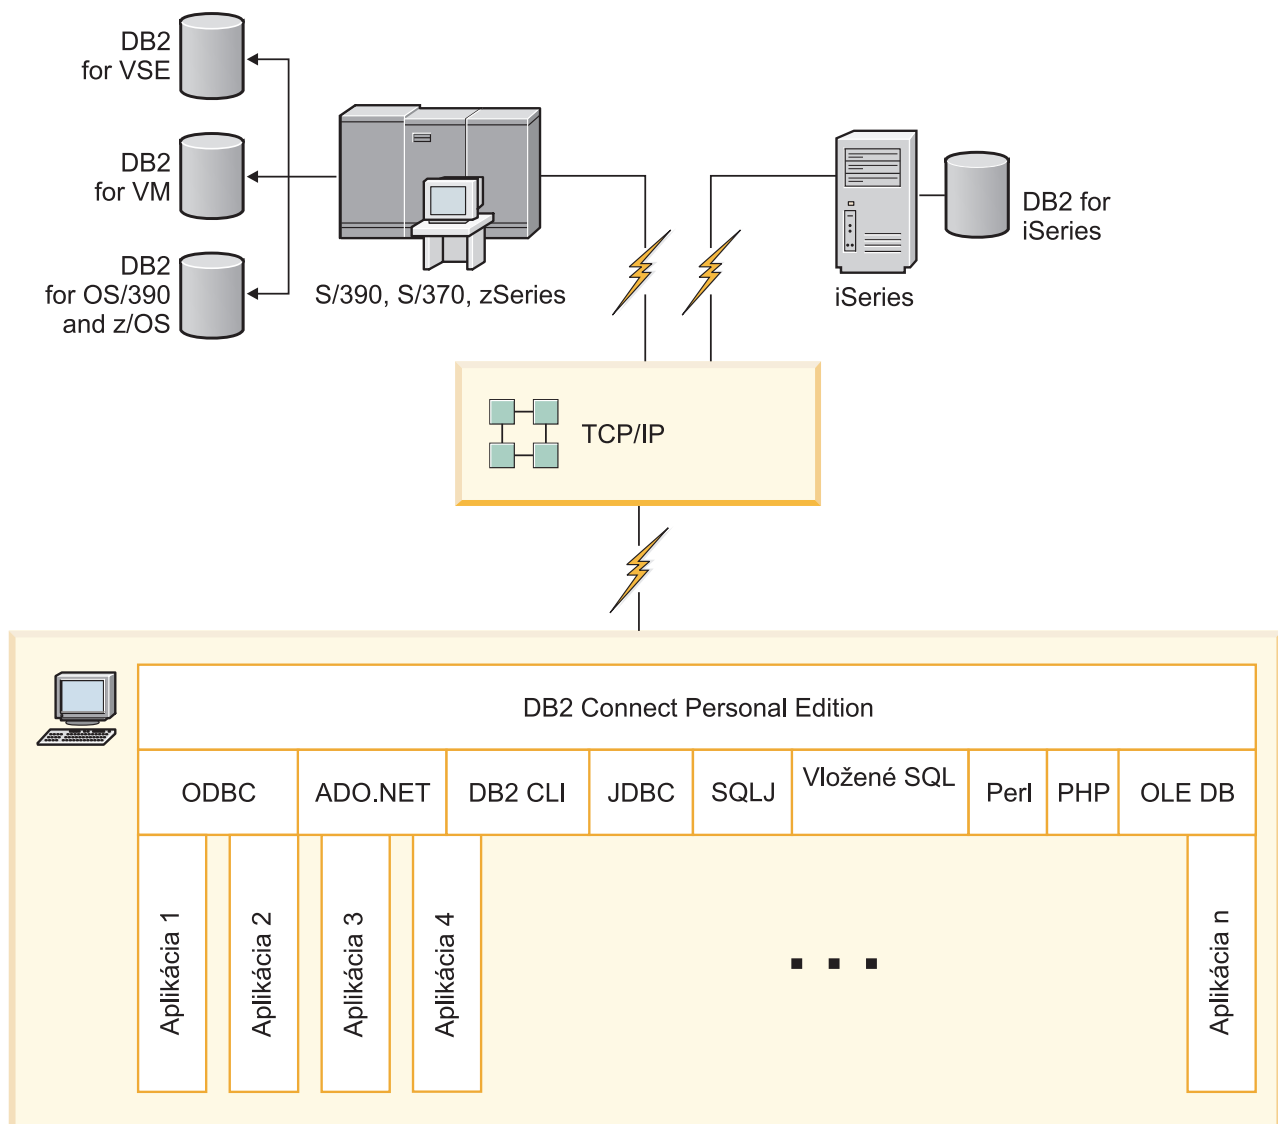 DB2
for VSE
DB2
for VM
DB2
for OS/390
and z/OS
S/390, S/370, zSeries
iSeries
DB2 for
iSeries
TCP/IP
DB2 Connect Personal Edition
ODBC
ADO.NET
DB2 CLI
JDBC
SQLJ
Vložené SQL
Perl
PHP
OLE DB
Aplikácia 1
Aplikácia 2
Aplikácia 3
Aplikácia 4
. . .
Aplikácia n